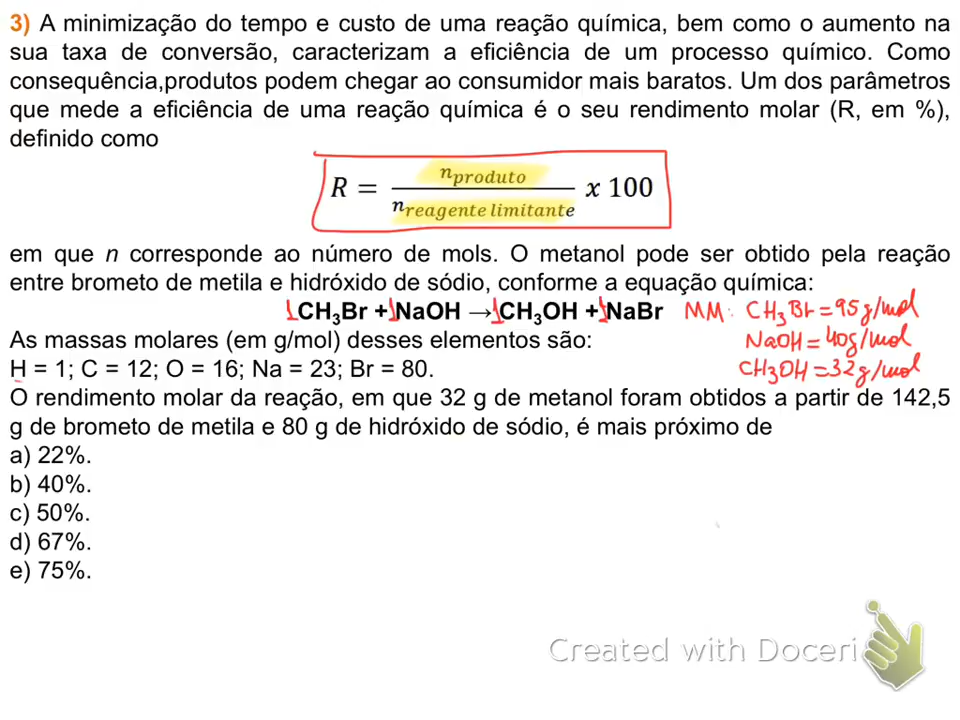 3) A minimização do tempo e custo de uma reação química, bem como o aumento na
sua taxa de conversão, caracterizam a eficiência de um processo químico. Como
consequência,produtos podem chegar ao consumidor mais baratos. Um dos parâmetros
que mede a eficiência de uma reação química é o seu rendimento molar (R, em %),
definido como
R = n_produto / n_reagente limitante x 100
em que n corresponde ao número de mols. O metanol pode ser obtido pela reação
entre brometo de metila e hidróxido de sódio, conforme a equação química:
1CH₃Br + 1NaOH → 1CH₃OH + 1NaBr MM: CH₃Br = 95g/mol
As massas molares (em g/mol) desses elementos são: NaOH = 40g/mol
H = 1; C = 12; O = 16; Na = 23; Br = 80. CH₃OH = 32g/mol
O rendimento molar da reação, em que 32 g de metanol foram obtidos a partir de 142,5
g de brometo de metila e 80 g de hidróxido de sódio, é mais próximo de
a) 22%.
b) 40%.
c) 50%.
d) 67%.
e) 75%.
Created with Doceri